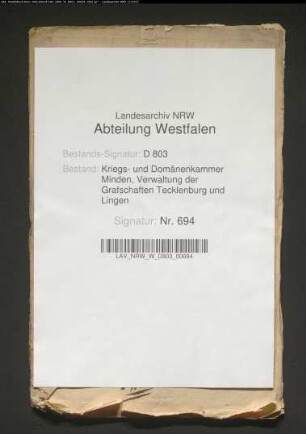 Landesarchiv NRW
Abteilung Westfalen
Bestands-Signatur: D 803
Bestand: Kriegs- und Domänenkammer
Minden, Verwaltung der
Grafschaften Tecklenburg und
Lingen
Signatur: Nr. 694
LAV_NRW_W_D803_00694